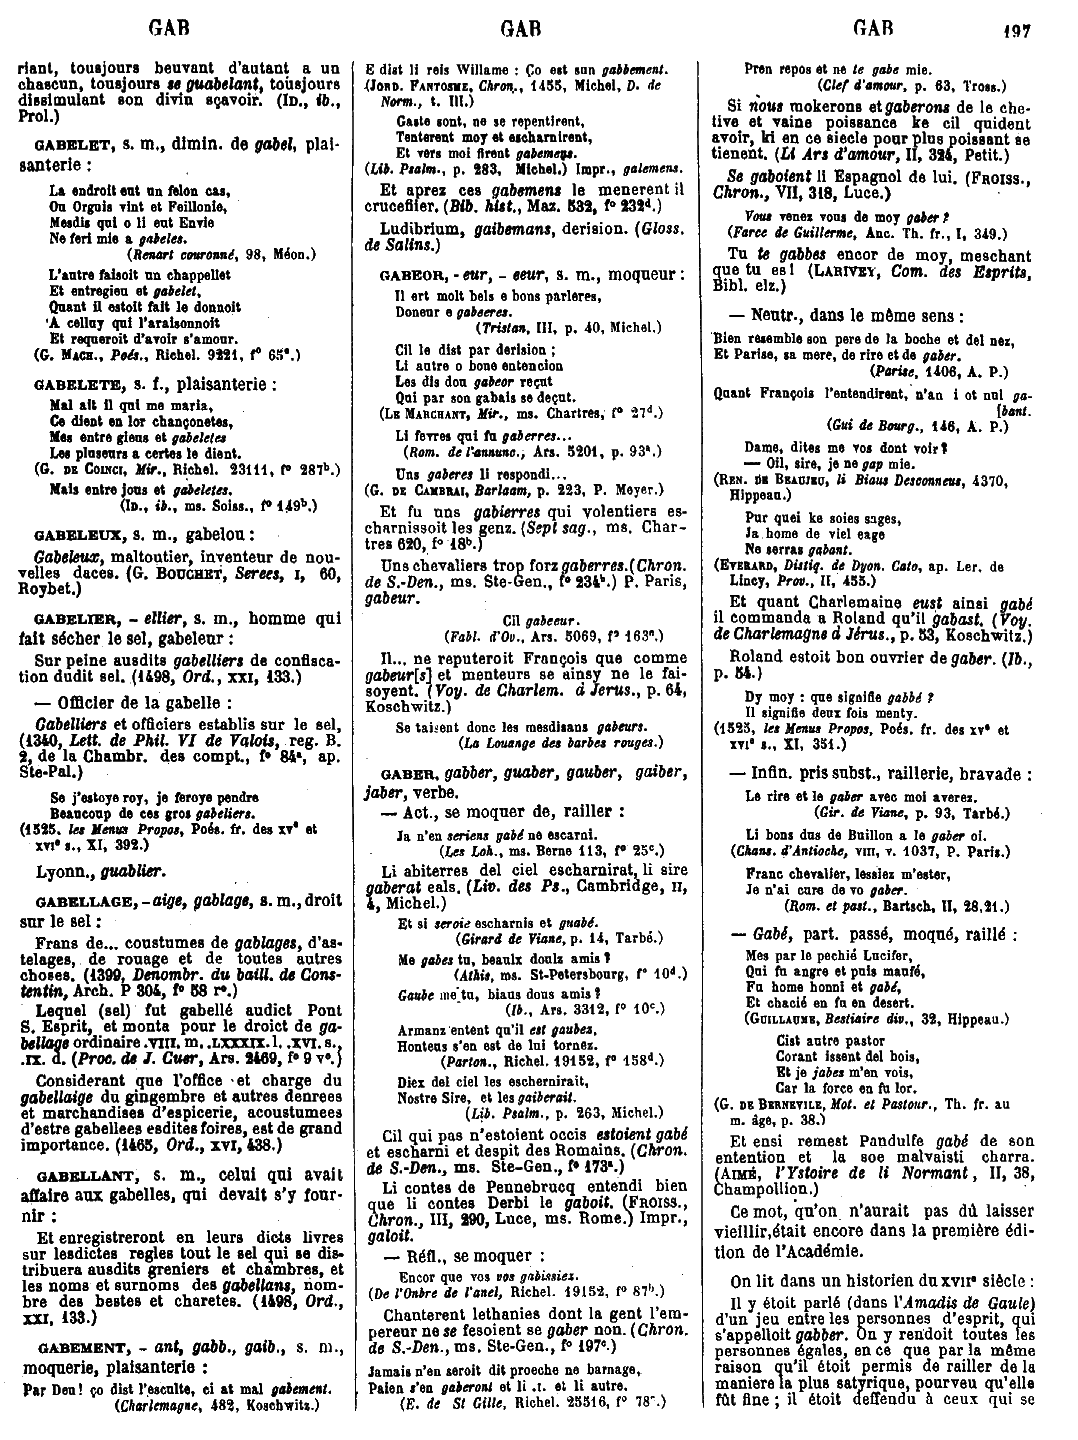 GAB GAB GAB 197
riant, tousjours beuvant d'autant a un
chascun, tousjours se guabelant, tousjours
dissimulant son divin sçavoir. (ID., ib.,
Prol.)
GABELET, s. m., dimin. de gabel, plai-
santerie :
La endroit eut un felon cas,
Ou Orguis vint et Feillonie,
Mesdis qui o li eut Envie
Ne feri mie a gabeles.
(Renart couronné, 98, Méon.)
L'autre faisoit un chappellet
Et entregieu et gabelet,
Quant il estoit fait le donnoit
A celluy qui l'araisonnoit
Et requeroit d'avoir s'amour.
(G. MACH., Poés., Richel. 9221, f° 65ª.)
GABELETE, s. f., plaisanterie :
Mal ait il qui me maria,
Ce dient en lor chançonetes,
Mes entre gieus et gabeletes
Les pluseurs a certes le dient.
(G. DE COINCI, Mir., Richel. 23111, f° 287ᵇ.)
Mais entre jous et gabeletes.
(ID., ib., ms. Soiss., f° 149ᵇ.)
GABELEUX, s. m., gabelou :
Gabeleux, maltoutier, inventeur de nou-
velles daces. (G. BOUCHET, Serees, I, 60,
Roybet.)
GABELIER, - ellier, s. m., homme qui
fait sécher le sel, gabeleur :
Sur peine ausdits gabelliers de confisca-
tion dudit sel. (1498, Ord., XXI, 133.)
— Officier de la gabelle :
Gabelliers et officiers establis sur le sel,
(1340, Lett. de Phil. VI de Valois, reg. B.
2, de la Chambr. des compt., f° 84ª, ap.
Ste-Pal.)
Se j'estoye roy, je feroye pendre
Beaucoup de ces gros gabeliers.
(1525, les Menus Propos, Poés. fr. des XVᵉ et
XVIᵉ s., XI, 392.)
Lyonn., guablier.
GABELLAGE, -aige, gablage, s. m., droit
sur le sel :
Frans de... coustumes de gablages, d'as-
telages, de rouage et de toutes autres
choses. (1399, Denombr. du baill. de Cons-
tentin, Arch. P 304, f° 58 r°.)
Lequel (sel) fut gabellé audict Pont
S. Esprit, et monta pour le droict de ga-
bellage ordinaire .VIII. m. .LXXXIX. l. .XVI. s.,
.IX. d. (Proc. de J. Cuer, Ars. 2469, f° 9 v°.)
Considerant que l'office et charge du
gabellaige du gingembre et autres denrees
et marchandises d'espicerie, acoustumees
d'estre gabellees esdites foires, est de grand
importance. (1465, Ord., XVI, 438.)
GABELLANT, s. m., celui qui avait
affaire aux gabelles, qui devait s'y four-
nir :
Et enregistreront en leurs dicts livres
sur lesdictes regles tout le sel qui se dis-
tribuera ausdits greniers et chambres, et
les noms et surnoms des gabellans, nom-
bre des bestes et charetes. (1498, Ord.,
XXI, 133.)
GABEMENT, - ant, gabb., gaib., s. m.,
moquerie, plaisanterie :
Par Deu ! ço dist l'esculte, ci at mal gabement.
(Charlemagne, 482, Koschwitz.)
E dist li reis Willame : Ço est sun gabbement.
(JORD. FANTOSME, Chron., 1455, Michel, D. de
Norm., t. III.)
Gaste sont, ne se repentirent,
Tenterent moy et escharnirent,
Et vers moi firent gabemens.
(Lib. Psalm., p. 283, Michel.) Impr., galemens.
Et aprez ces gabemens le menerent il
crucefiier. (Bib. hist., Maz. 532, f° 232ᵈ.)
Ludibrium, gaibemans, derision. (Gloss.
de Salins.)
GABEOR, - eur, - eeur, s. m., moqueur :
Il ert molt bels e bons parleres,
Doneur e gabeeres.
(Tristan, III, p. 40, Michel.)
Cil le dist par derision ;
Li autre o bone entencion
Les dis dou gabeor reçut
Qui par son gabais se deçut.
(LE MARCHANT, Mir., ms. Chartres, f° 27ᵈ.)
Li fevres qui fu gaberres...
(Rom. de l'annunc., Ars. 5201, p. 93ª.)
Uns gaberes li respondi...
(G. DE CAMBRAI, Barlaam, p. 223, P. Meyer.)
Et fu uns gabierres qui volentiers es-
charnissoit les genz. (Sept sag., ms. Char-
tres 620, f° 18ᵇ.)
Uns chevaliers trop forz gaberres. (Chron.
de S.-Den., ms. Ste-Gen., f° 234ᵇ.) P. Paris,
gabeur.
Cil gabeeur.
(Fabl. d'Ov., Ars. 5069, f° 163ª.)
Il... ne reputeroit François que comme
gabeur[s] et menteurs se ainsy ne le fai-
soyent. (Voy. de Charlem. à Jerus., p. 64,
Koschwitz.)
Se taisent donc les mesdisans gabeurs.
(La Louange des barbes rouges.)
GABER, gabber, guaber, gauber, gaiber,
jaber, verbe.
— Act., se moquer de, railler :
Ja n'en seriens gabé ne escarni.
(Les Loh., ms. Berne 113, f° 25ᶜ.)
Li abiterres del ciel escharnirat, li sire
gaberat eals. (Liv. des Ps., Cambridge, II,
4, Michel.)
Et si seroie escharnis et guabé.
(Girard de Viane, p. 14, Tarbé.)
Me gabes tu, beaulx doulz amis ?
(Athis, ms. St-Petersbourg, f° 10ᵈ.)
Gaube me tu, biaus dous amis ?
(Ib., Ars. 3312, f° 10ᶜ.)
Armanz entent qu'il est gaubez,
Honteus s'en est de lui tornez.
(Parton., Richel. 19152, f° 158ᵈ.)
Diex del ciel les eschernirait,
Nostre Sire, et les gaiberait.
(Lib. Psalm., p. 263, Michel.)
Cil qui pas n'estoient occis estoient gabé
et escharni et despit des Romains. (Chron.
de S.-Den., ms. Ste-Gen., f° 173ª.)
Li contes de Pennebrucq entendi bien
que li contes Derbi le gaboit. (FROISS.,
Chron., III, 290, Luce, ms. Rome.) Impr.,
galoit.
— Réfl., se moquer :
Encor que vos vos gabissiez.
(De l'Onbre de l'anel, Richel. 19152, f° 87ᵇ.)
Chanterent lethanies dont la gent l'em-
pereur ne se fesoient se gaber non. (Chron.
de S.-Den., ms. Ste-Gen., f° 197ᶜ.)
Jamais n'en seroit dit proeche ne barnage,
Paien s'en gaberont et li .I. et li autre.
(E. de St Gille, Richel. 25516, f° 78.)
Pren repos et ne te gabe mie.
(Clef d'amour, p. 63, Tross.)
Si nous mokerons et gaberons de le che-
tive et vaine poissance ke cil quident
avoir, ki en ce siecle pour plus poissant se
tienent. (Li Ars d'amour, II, 324, Petit.)
Se gaboient li Espagnol de lui. (FROISS.,
Chron., VII, 318, Luce.)
Vous venez vous de moy gaber ?
(Farce de Guillerme, Anc. Th. fr., I, 349.)
Tu te gabbes encor de moy, meschant
que tu es ! (LARIVEY, Com. des Esprits,
Bibl. elz.)
— Neutr., dans le même sens :
Bien resemble son pere de la boche et del nez,
Et Parise, sa mere, de rire et de gaber.
(Parise, 1406, A. P.)
Quant François l'entendirent, n'an i ot nul ga-
[bant.
(Gui de Bourg., 146, A. P.)
Dame, dites me vos dont voir ?
— Oil, sire, je ne gap mie.
(REN. DE BEAUJEU, li Biaus Desconneus, 4370,
Hippeau.)
Pur quei ke soies sages,
Ja home de viel eage
Ne serras gabant.
(EVERARD, Distiq. de Dyon. Cato, ap. Ler. de
Lincy, Prov., II, 455.)
Et quant Charlemaine eust ainsi gabé
il commanda a Roland qu'il gabast. (Voy.
de Charlemagne à Jérus., p. 53, Koschwitz.)
Roland estoit bon ouvrier de gaber. (Ib.,
p. 54.)
Dy moy : que signifie gabbé ?
Il signifie deux fois menty.
(1525, les Menus Propos, Poés. fr. des XVᵉ et
XVIᵉ s., XI, 351.)
— Infin. pris subst., raillerie, bravade :
Le rire et le gaber avec moi averez.
(Gir. de Viane, p. 93, Tarbé.)
Li bons dus de Buillon a le gaber oi.
(Chans. d'Antioche, VIII, v. 1037, P. Paris.)
Franc chevalier, lessiez m'ester,
Je n'ai cure de vo gaber.
(Rom. et past., Bartsch, II, 28,21.)
— Gabé, part. passé, moqué, raillé :
Mes par le pechié Lucifer,
Qui fu angre et puis maufé,
Fu home honni et gabé,
Et chacié en fu en desert.
(GUILLAUME, Bestiaire div., 32, Hippeau.)
Cist autre pastor
Corant issent del bois,
Et je jabes m'en vois,
Car la force en fu lor.
(G. DE BERNEVILE, Mot. et Pastour., Th. fr. au
m. âge, p. 38.)
Et ensi remest Pandulfe gabé de son
entention et la soe malvaisti charra.
(AIMÉ, l'Ystoire de li Normant, II, 38,
Champollion.)
Ce mot, qu'on n'aurait pas dû laisser
vieillir, était encore dans la première édi-
tion de l'Académie.
On lit dans un historien du XVIIᵉ siècle :
Il y étoit parlé (dans l'Amadis de Gaule)
d'un jeu entre les personnes d'esprit, qui
s'appelloit gabber. On y rendoit toutes les
personnes égales, en ce que par la même
raison qu'il étoit permis de railler de la
maniere la plus satyrique, pourveu qu'elle
fût fine ; il étoit deffendu à ceux qui se